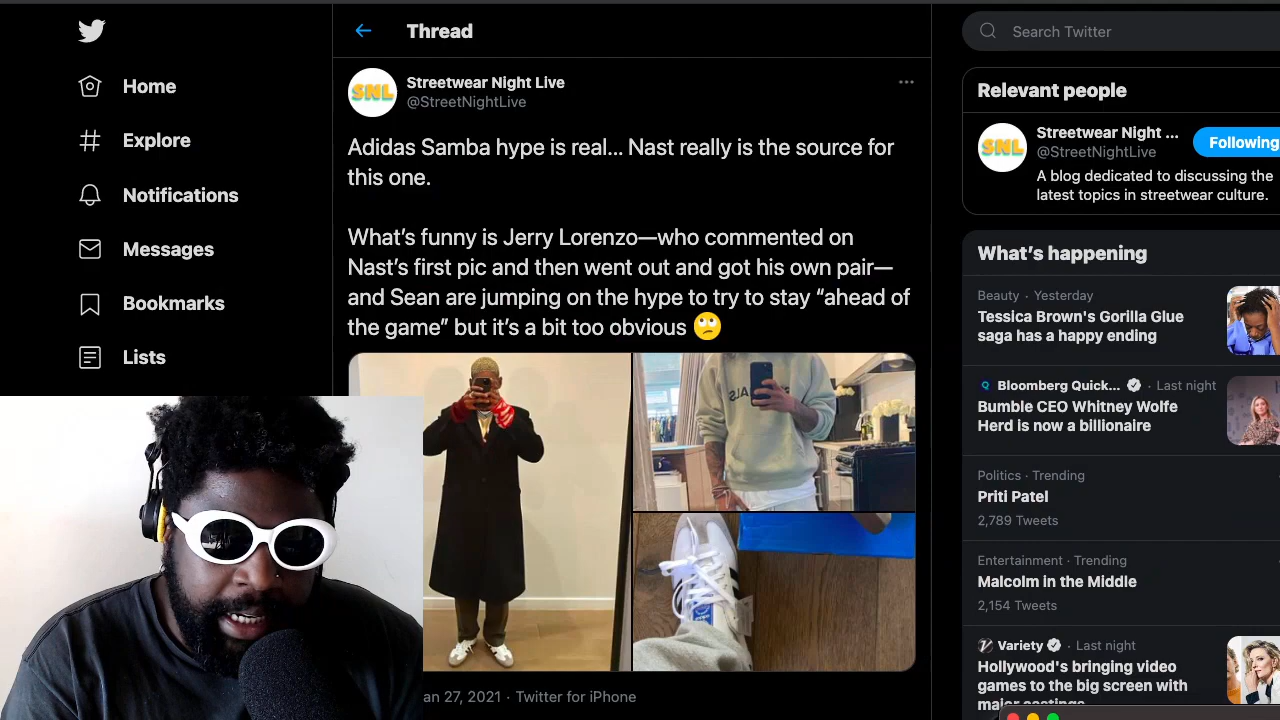 Home
Explore
Notifications
Messages
Bookmarks
Lists
Thread
SNL
Streetwear Night Live
@StreetNightLive
Adidas Samba hype is real... Nast really is the source for
this one.
What's funny is Jerry Lorenzo—who commented on
Nast's first pic and then went out and got his own pair—
and Sean are jumping on the hype to try to stay “ahead of
the game” but it's a bit too obvious 🙄
an 27, 2021 · Twitter for iPhone
Search Twitter
Relevant people
SNL
Streetwear Night ...
@StreetNightLive
Following
A blog dedicated to discussing the
latest topics in streetwear culture.
What's happening
Beauty · Yesterday
Tessica Brown's Gorilla Glue
saga has a happy ending
Bloomberg Quick... · Last night
Bumble CEO Whitney Wolfe
Herd is now a billionaire
Politics · Trending
Priti Patel
2,789 Tweets
Entertainment · Trending
Malcolm in the Middle
2,154 Tweets
Variety · Last night
Hollywood's bringing video
games to the big screen with
major castings